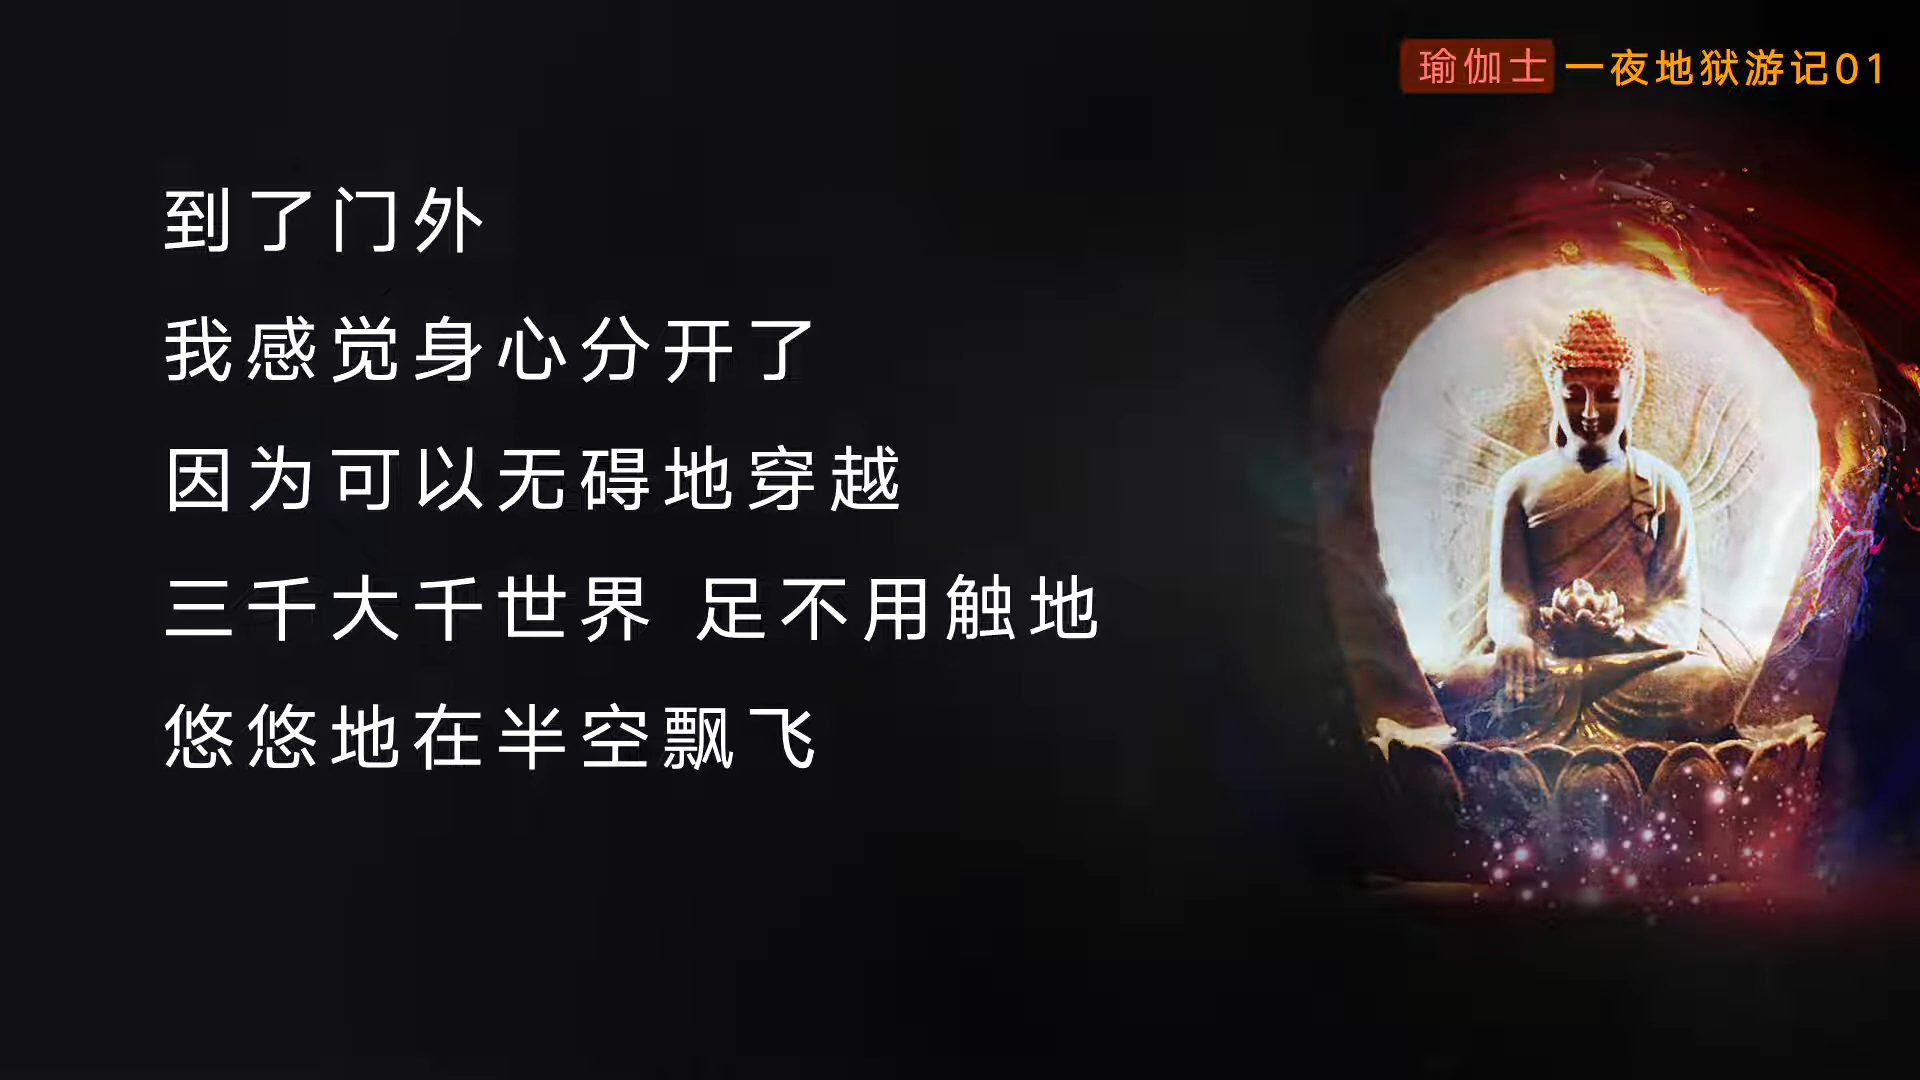 瑜伽士 一夜地狱游记01
到了门外
我感觉身心分开了
因为可以无碍地穿越
三千大千世界 足不用触地
悠悠地在半空飘飞